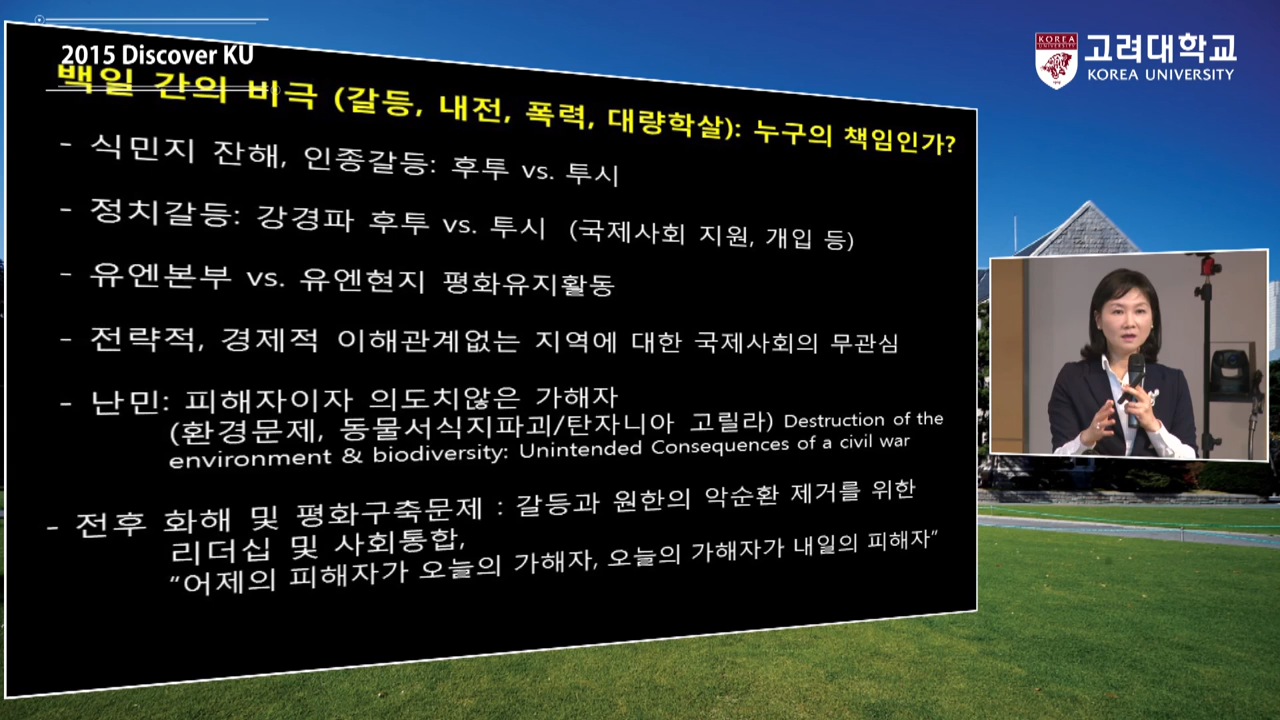 2015 Discover KU
KOREA UNIVERSITY
고려대학교
KOREA UNIVERSITY
백일 간의 비극 (갈등, 내전, 폭력, 대량학살): 누구의 책임인가?
- 식민지 잔해, 인종갈등: 후투 vs. 투시
- 정치갈등: 강경파 후투 vs. 투시 (국제사회 지원, 개입 등)
- 유엔본부 vs. 유엔현지 평화유지활동
- 전략적, 경제적 이해관계없는 지역에 대한 국제사회의 무관심
- 난민: 피해자이자 의도치않은 가해자
(환경문제, 동물서식지파괴/탄자니아 고릴라) Destruction of the
environment & biodiversity: Unintended Consequences of a civil war
- 전후 화해 및 평화구축문제 : 갈등과 원한의 악순환 제거를 위한
리더십 및 사회통합,
“어제의 피해자가 오늘의 가해자, 오늘의 가해자가 내일의 피해자”